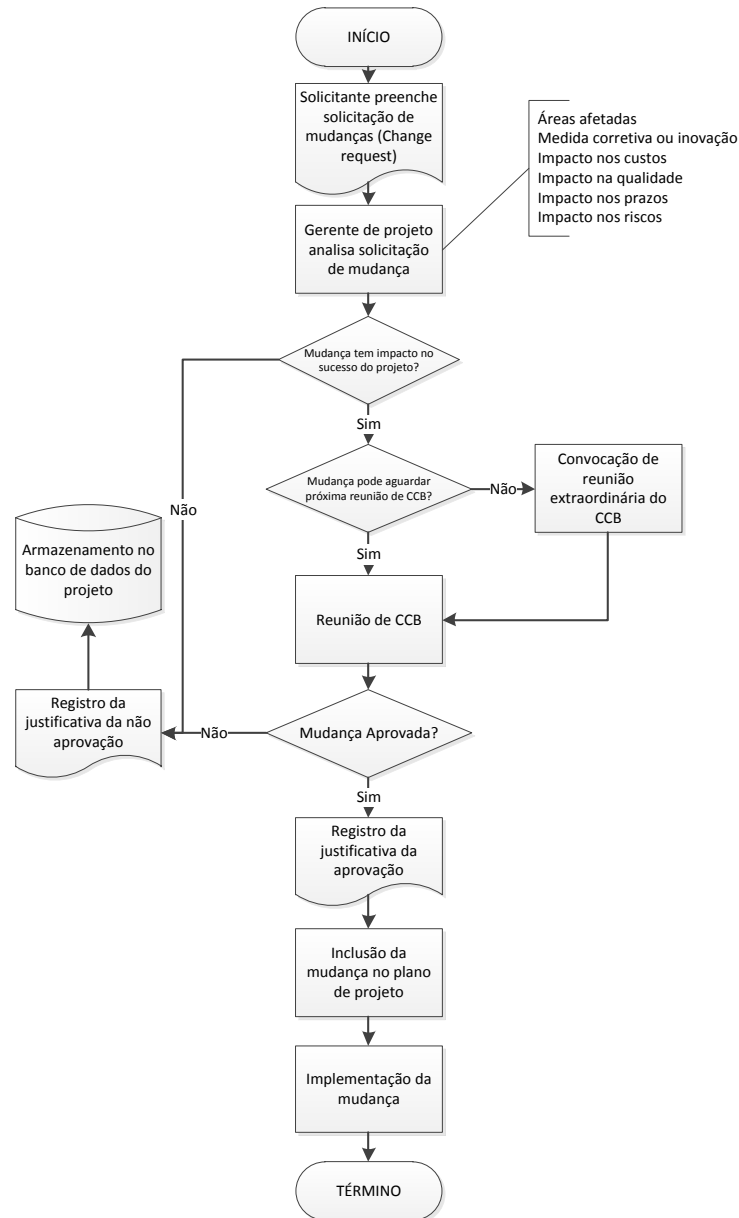 INÍCIO
Solicitante preenche
solicitação de
mudanças (Change
request)
Áreas afetadas
Medida corretiva ou inovação
Impacto nos custos
Impacto na qualidade
Impacto nos prazos
Impacto nos riscos
Gerente de projeto
analisa solicitação
de mudança
Mudança tem impacto no
sucesso do projeto?
Sim
Mudança pode aguardar
próxima reunião de CCB?
Não
Convocação de
reunião
extraordinária do
CCB
Não
Sim
Armazenamento no
banco de dados do
projeto
Reunião de CCB
Registro da
justificativa da não
aprovação
Não
Mudança Aprovada?
Sim
Registro da
justificativa da
aprovação
Inclusão da
mudança no plano
de projeto
Implementação da
mudança
TÉRMINO